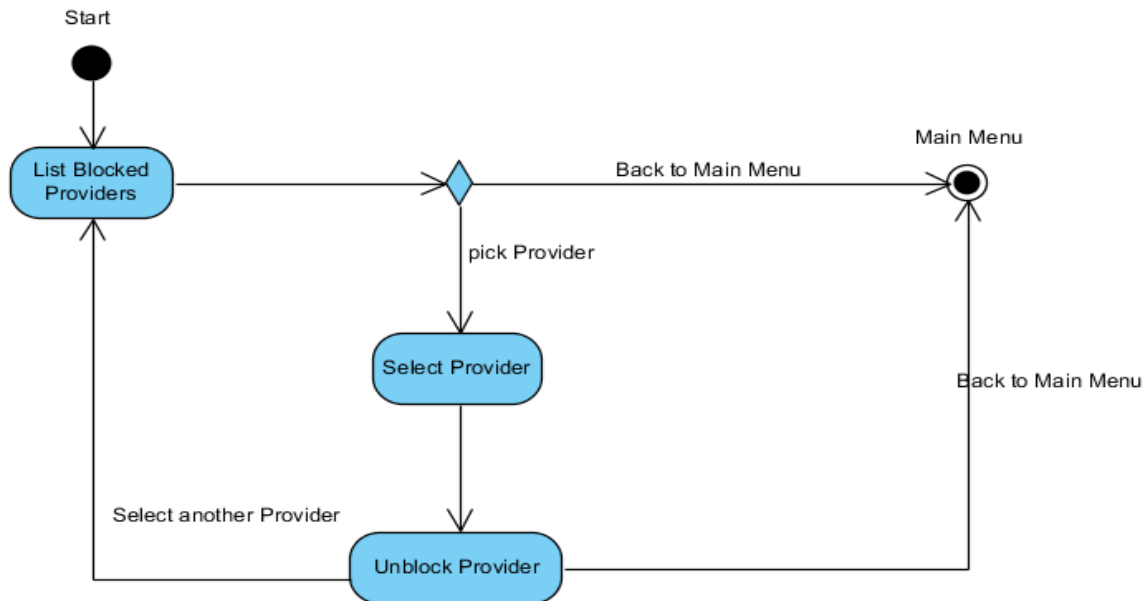 Start
Main Menu
List Blocked
Providers
Back to Main Menu
pick Provider
Select Provider
Back to Main Menu
Select another Provider
Unblock Provider